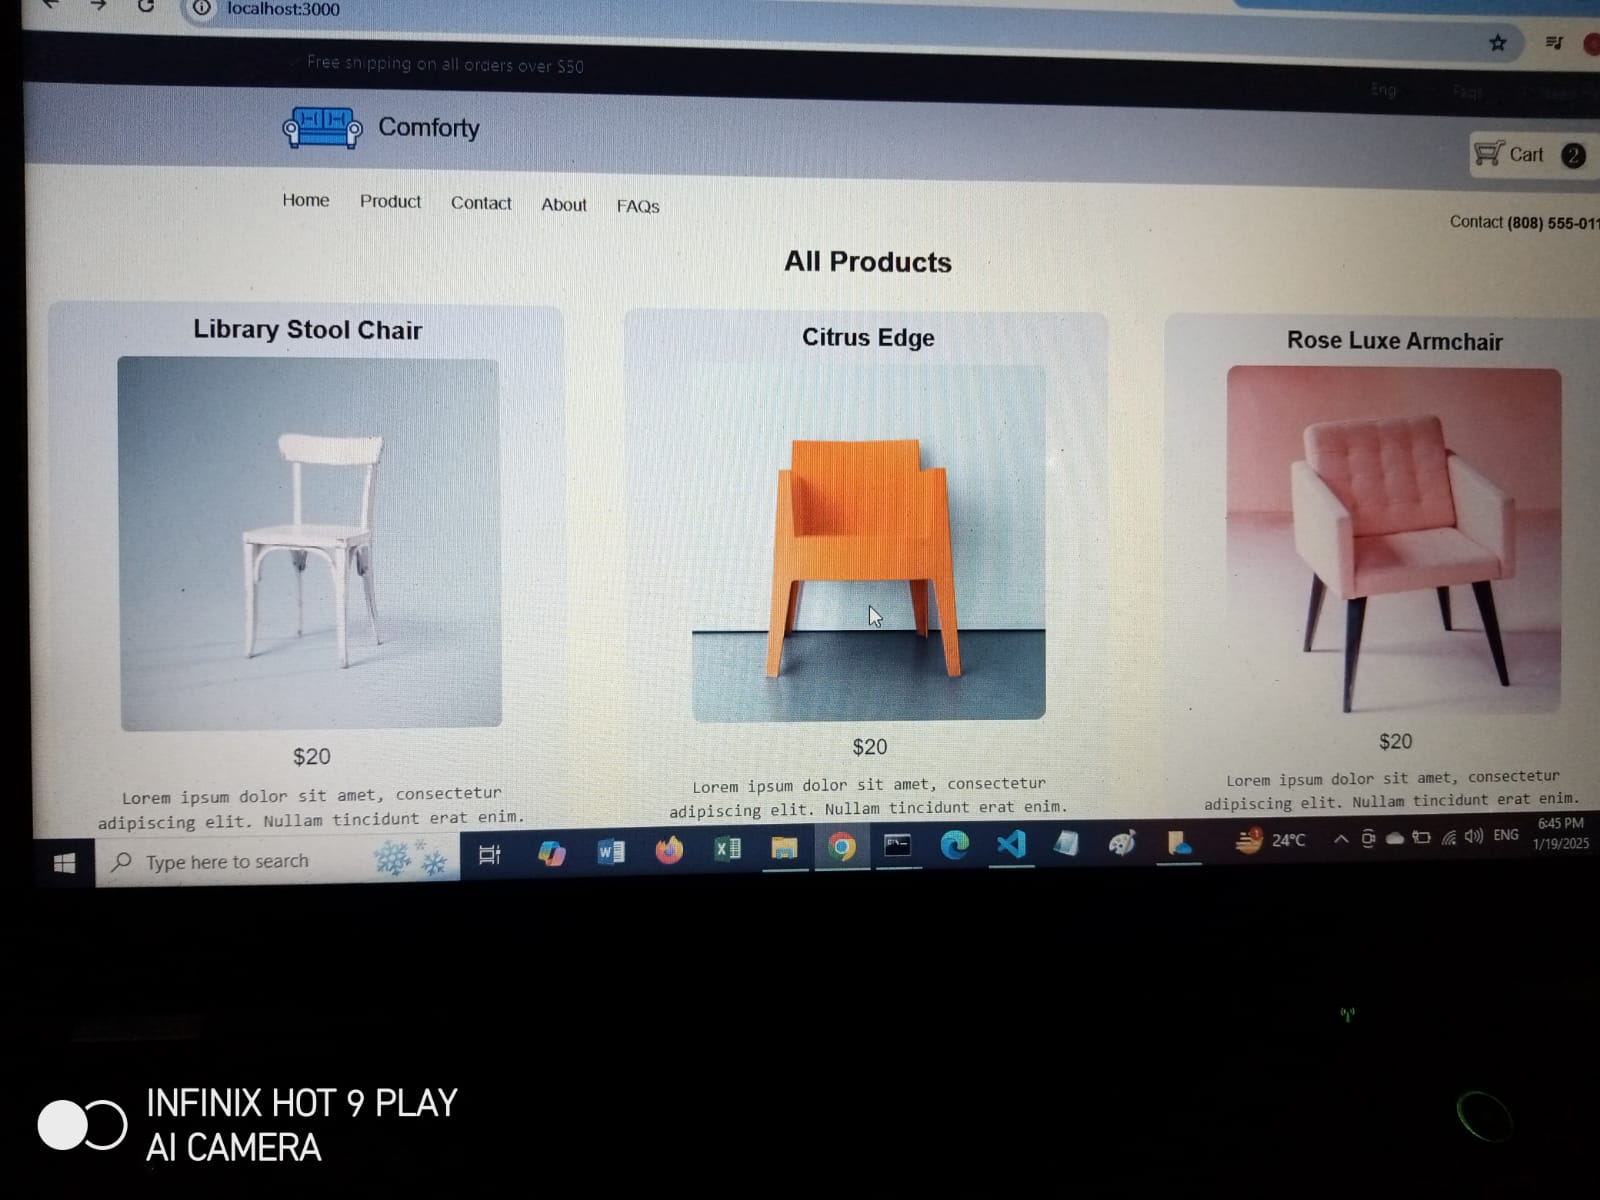 localhost:3000
Free shipping on all orders over $50
Eng
Faqs
Comforty
Cart 2
Home Product Contact About FAQs
Contact (808) 555-011
All Products
Library Stool Chair
Citrus Edge
Rose Luxe Armchair
$20
Lorem ipsum dolor sit amet, consectetur
adipiscing elit. Nullam tincidunt erat enim.
$20
Lorem ipsum dolor sit amet, consectetur
adipiscing elit. Nullam tincidunt erat enim.
$20
Lorem ipsum dolor sit amet, consectetur
adipiscing elit. Nullam tincidunt erat enim.
Type here to search
24°C
ENG
6:45 PM
1/19/2025
INFINIX HOT 9 PLAY
AI CAMERA